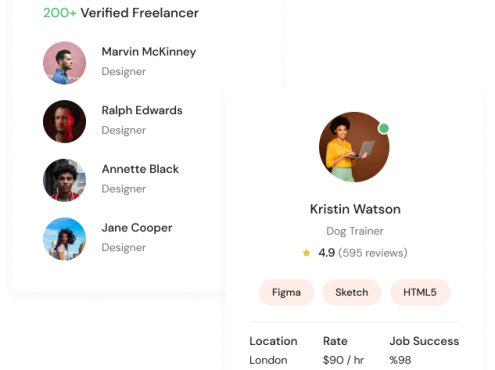 200+ Verified Freelancer
Marvin McKinney
Designer
Ralph Edwards
Designer
Annette Black
Designer
Jane Cooper
Designer
Kristin Watson
Dog Trainer
4.9 (595 reviews)
Figma Sketch HTML5
Location Rate Job Success
London $90 / hr %98